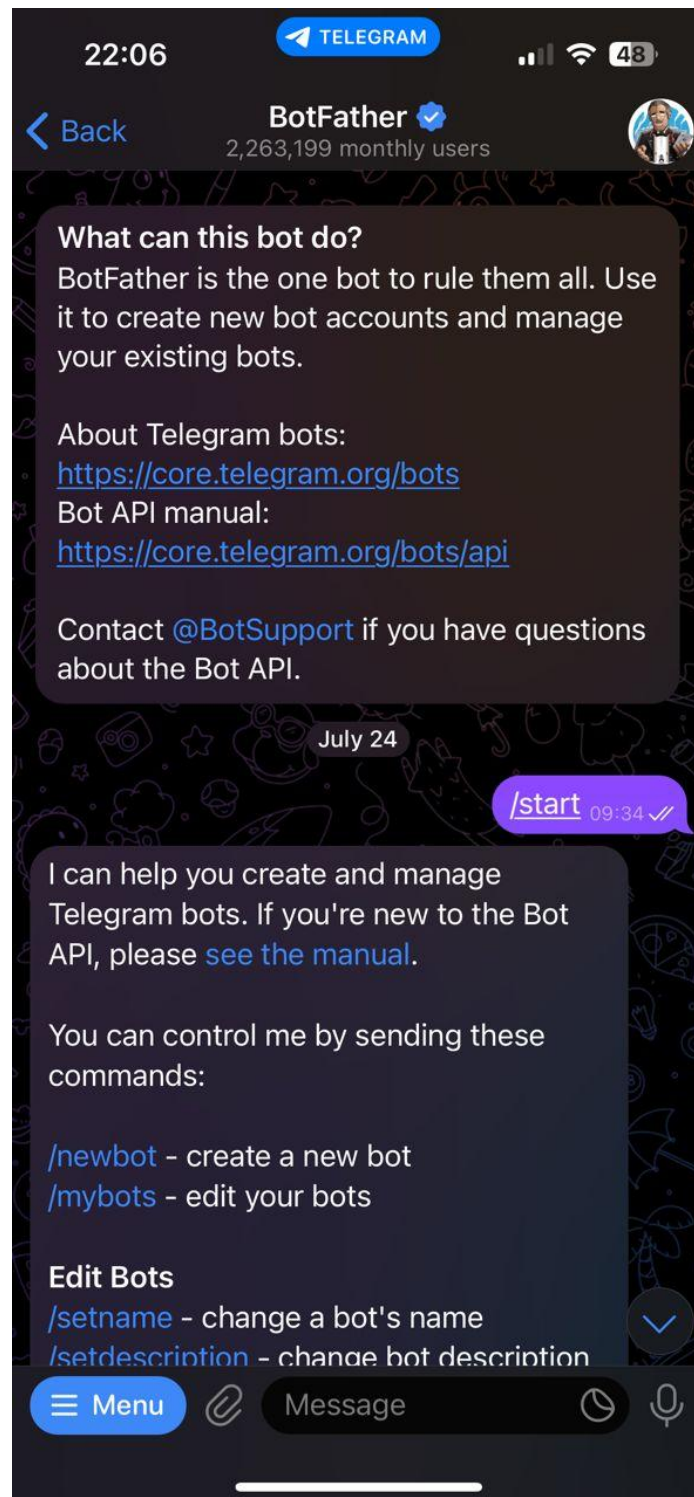 22:06
TELEGRAM
48
Back
BotFather
2,263,199 monthly users
What can this bot do?
BotFather is the one bot to rule them all. Use
it to create new bot accounts and manage
your existing bots.
About Telegram bots:
https://core.telegram.org/bots
Bot API manual:
https://core.telegram.org/bots/api
Contact @BotSupport if you have questions
about the Bot API.
July 24
/start 09:34
I can help you create and manage
Telegram bots. If you're new to the Bot
API, please see the manual.
You can control me by sending these
commands:
/newbot - create a new bot
/mybots - edit your bots
Edit Bots
/setname - change a bot's name
/setdescription - change bot description
Menu
Message